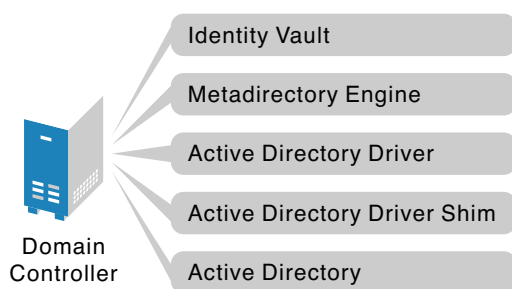 Identity Vault
Metadirectory Engine
Active Directory Driver
Active Directory Driver Shim
Active Directory
Domain
Controller